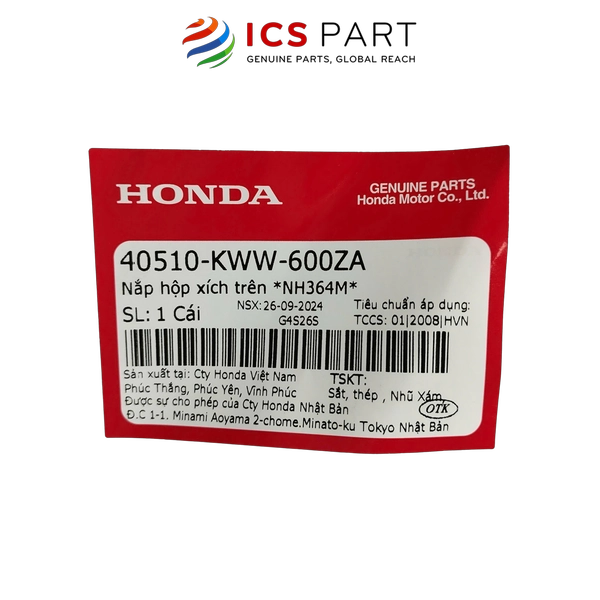 ICS PART
GENUINE PARTS, GLOBAL REACH
HONDA
GENUINE PARTS
Honda Motor Co., Ltd.
40510-KWW-600ZA
Nắp hộp xích trên *NH364M*
SL: 1 Cái
NSX: 26-09-2024
G4S26S
Tiêu chuẩn áp dụng:
TCCS: 01|2008|HVN
Sản xuất tại: Cty Honda Việt Nam
Phúc Thắng, Phúc Yên, Vĩnh Phúc
TSKT:
Sắt, thép , Nhũ Xám
Được sự cho phép của Cty Honda Nhật Bản
OTK
Đ.C 1-1. Minami Aoyama 2-chome.Minato-ku Tokyo Nhật Bản